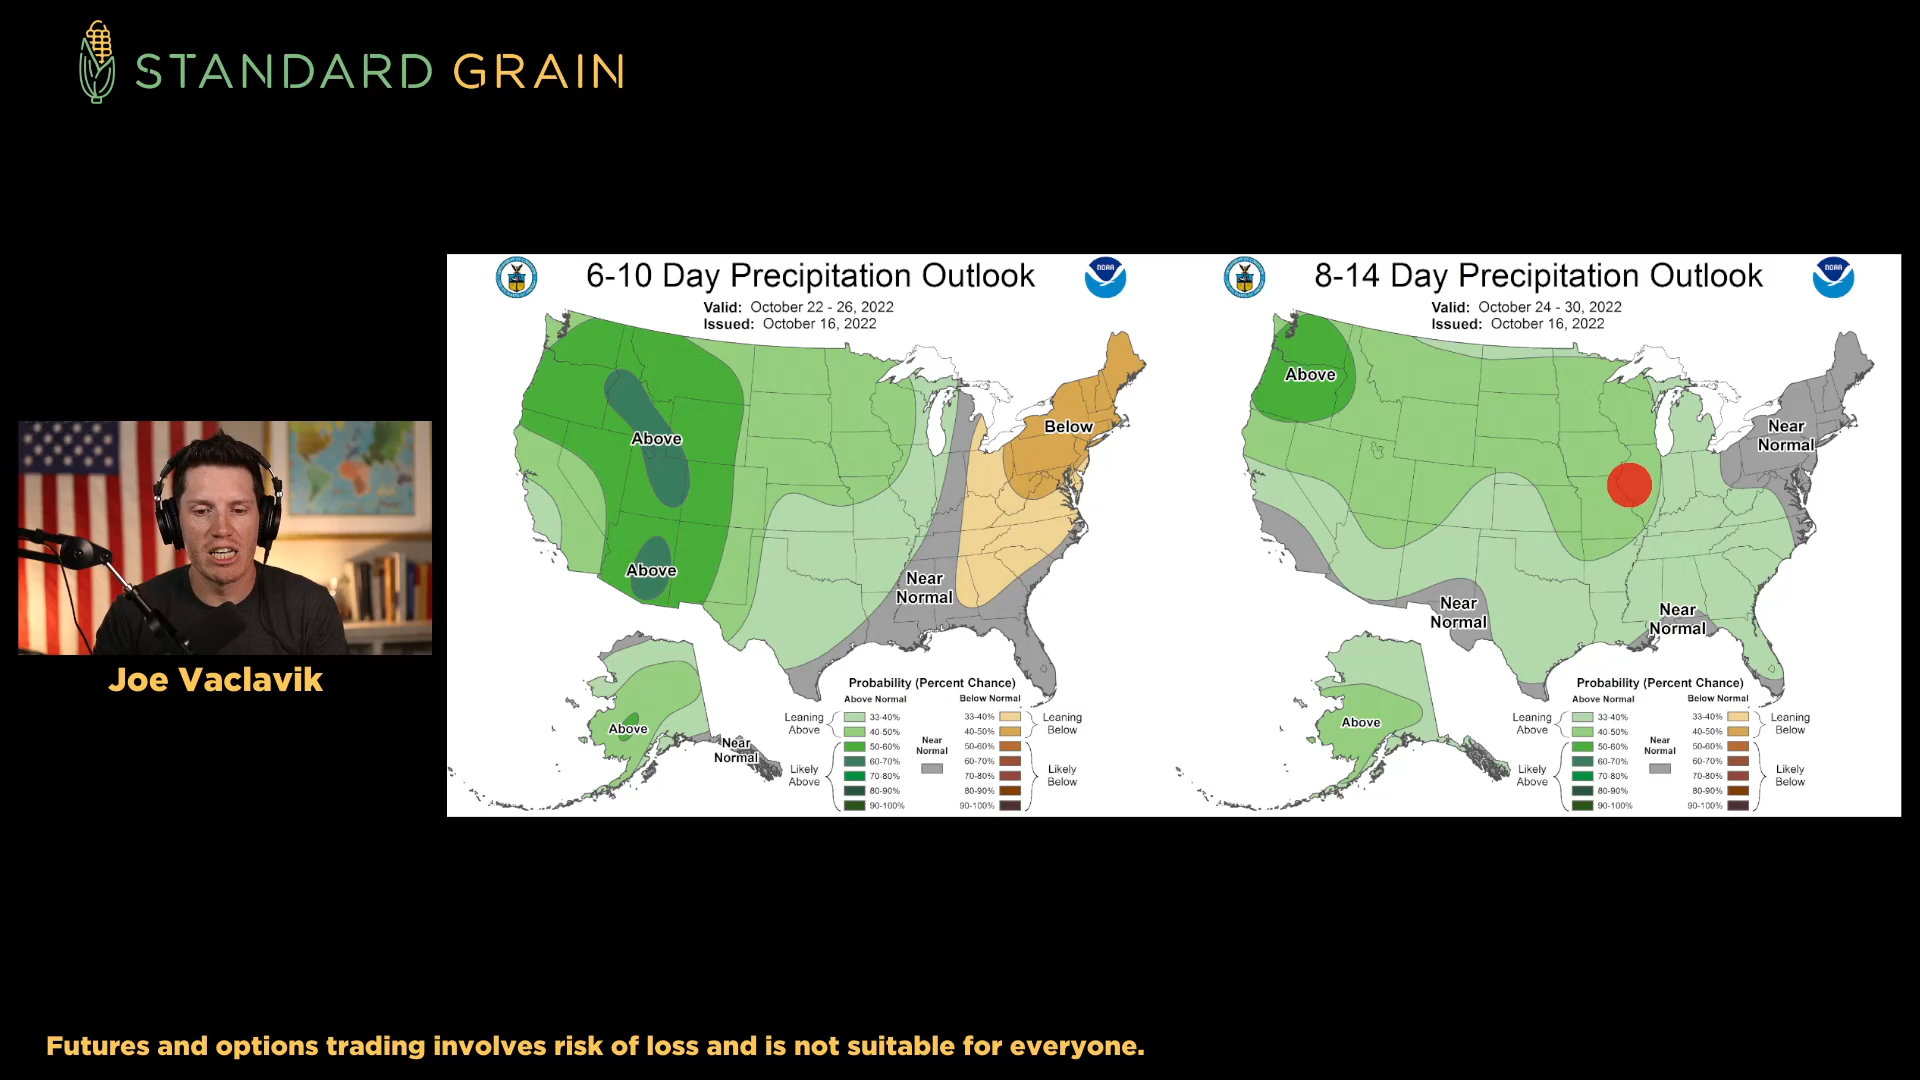 STANDARD GRAIN
6-10 Day Precipitation Outlook
Valid: October 22 - 26, 2022
Issued: October 16, 2022
NOAA
Above
Above
Below
Near
Normal
Above
Near
Normal
Probability (Percent Chance)
Above Normal
Below Normal
Leaning
Above
33-40%
40-50%
Likely
Above
50-60%
60-70%
70-80%
80-90%
90-100%
Near
Normal
33-40%
40-50%
Leaning
Below
50-60%
60-70%
70-80%
80-90%
90-100%
Likely
Below
8-14 Day Precipitation Outlook
Valid: October 24 - 30, 2022
Issued: October 16, 2022
NOAA
Above
Near
Normal
Near
Normal
Near
Normal
Above
Probability (Percent Chance)
Above Normal
Below Normal
Leaning
Above
33-40%
40-50%
Likely
Above
50-60%
60-70%
70-80%
80-90%
90-100%
Near
Normal
33-40%
40-50%
Leaning
Below
50-60%
60-70%
70-80%
80-90%
90-100%
Likely
Below
Joe Vaclavik
Futures and options trading involves risk of loss and is not suitable for everyone.